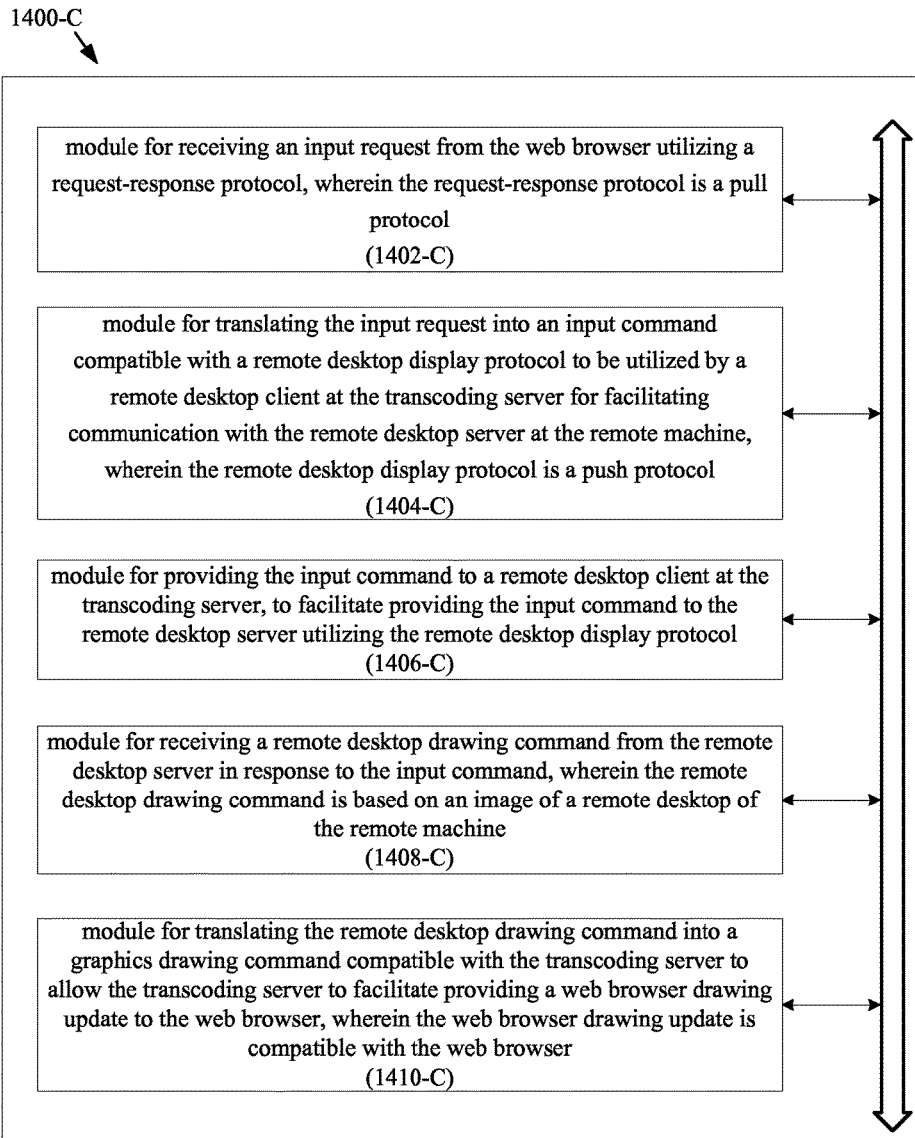 1400-C
module for receiving an input request from the web browser utilizing a
request-response protocol, wherein the request-response protocol is a pull
protocol
(1402-C)
module for translating the input request into an input command
compatible with a remote desktop display protocol to be utilized by a
remote desktop client at the transcoding server for facilitating
communication with the remote desktop server at the remote machine,
wherein the remote desktop display protocol is a push protocol
(1404-C)
module for providing the input command to a remote desktop client at the
transcoding server, to facilitate providing the input command to the
remote desktop server utilizing the remote desktop display protocol
(1406-C)
module for receiving a remote desktop drawing command from the remote
desktop server in response to the input command, wherein the remote
desktop drawing command is based on an image of a remote desktop of
the remote machine
(1408-C)
module for translating the remote desktop drawing command into a
graphics drawing command compatible with the transcoding server to
allow the transcoding server to facilitate providing a web browser drawing
update to the web browser, wherein the web browser drawing update is
compatible with the web browser
(1410-C)